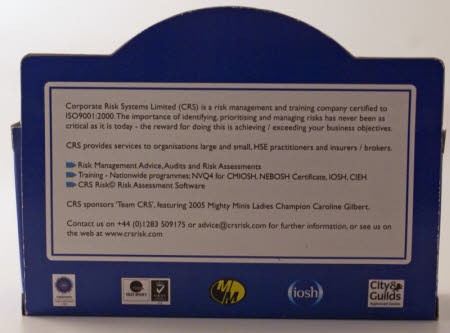 Corporate Risk Systems Limited (CRS) is a risk management and training company certified to
ISO9001:2000. The importance of identifying, prioritising and managing risks has never been as
critical as it is today - the reward for doing this is achieving / exceeding your business objectives.
CRS provides services to organisations large and small, HSE practitioners and insurers / brokers.
Risk Management Advice, Audits and Risk Assessments
Training - Nationwide programmes; NVQ4 for CMIOSH, NEBOSH Certificate, IOSH, CIEH
CRS Risk© Risk Assessment Software
CRS sponsors 'Team CRS', featuring 2005 Mighty Minis Ladies Champion Caroline Gilbert.
Contact us on +44 (0)1283 509175 or advice@crsrisk.com for further information, or see us on
the web at www.crsrisk.com
MM
iosh
City&
Guilds